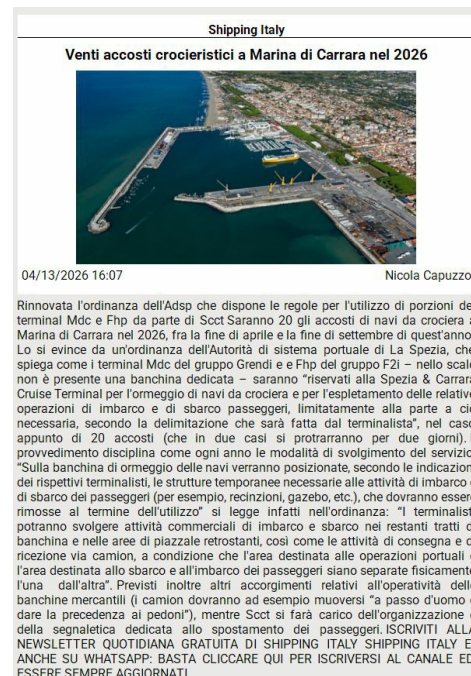 Shipping Italy
Venti accosti crocieristici a Marina di Carrara nel 2026
04/13/2026 16:07
Nicola Capuzzo
Rinnovata l'ordinanza dell'Adsp che dispone le regole per l'utilizzo di porzioni de
terminal Mdc e Fhp da parte di Scct Saranno 20 gli accosti di navi da crociera a
Marina di Carrara nel 2026, fra la fine di aprile e la fine di settembre di quest'anno
Lo si evince da un'ordinanza dell'Autorità di sistema portuale di La Spezia, che
spiega come i terminal Mdc del gruppo Grendi e e Fhp del gruppo F2i – nello scal
non è presente una banchina dedicata – saranno “riservati alla Spezia & Carrara
Cruise Terminal per l'ormeggio di navi da crociera e per l'espletamento delle relative
operazioni di imbarco e di sbarco passeggeri, limitatamente alla parte a ci
necessaria, secondo la delimitazione che sarà fatta dal terminalista”, nel caso
appunto di 20 accosti (che in due casi si protrarranno per due giorni). I
provvedimento disciplina come ogni anno le modalità di svolgimento del servizio
“Sulla banchina di ormeggio delle navi verranno posizionate, secondo le indicazion
dei rispettivi terminalisti, le strutture temporanee necessarie alle attività di imbarco e
di sbarco dei passeggeri (per esempio, recinzioni, gazebo, etc.), che dovranno esser
rimosse al termine dell'utilizzo” si legge infatti nell'ordinanza: “I terminalist
potranno svolgere attività commerciali di imbarco e sbarco nei restanti tratti d
banchina e nelle aree di piazzale retrostanti, così come le attività di consegna e d
ricezione via camion, a condizione che l'area destinata alle operazioni portuali e
l'area destinata allo sbarco e all'imbarco dei passeggeri siano separate fisicamente
l'una dall'altra”. Previsti inoltre altri accorgimenti relativi all'operatività delle
banchine mercantili (i camion dovranno ad esempio muoversi “a passo d'uomo e
dare la precedenza ai pedoni”), mentre Scct si farà carico dell'organizzazione e
della segnaletica dedicata allo spostamento dei passeggeri. ISCRIVITI ALLA
NEWSLETTER QUOTIDIANA GRATUITA DI SHIPPING ITALY SHIPPING ITALY E
ANCHE SU WHATSAPP: BASTA CLICCARE QUI PER ISCRIVERSI AL CANALE ED
ESSERE SEMPRE AGGIORNATI